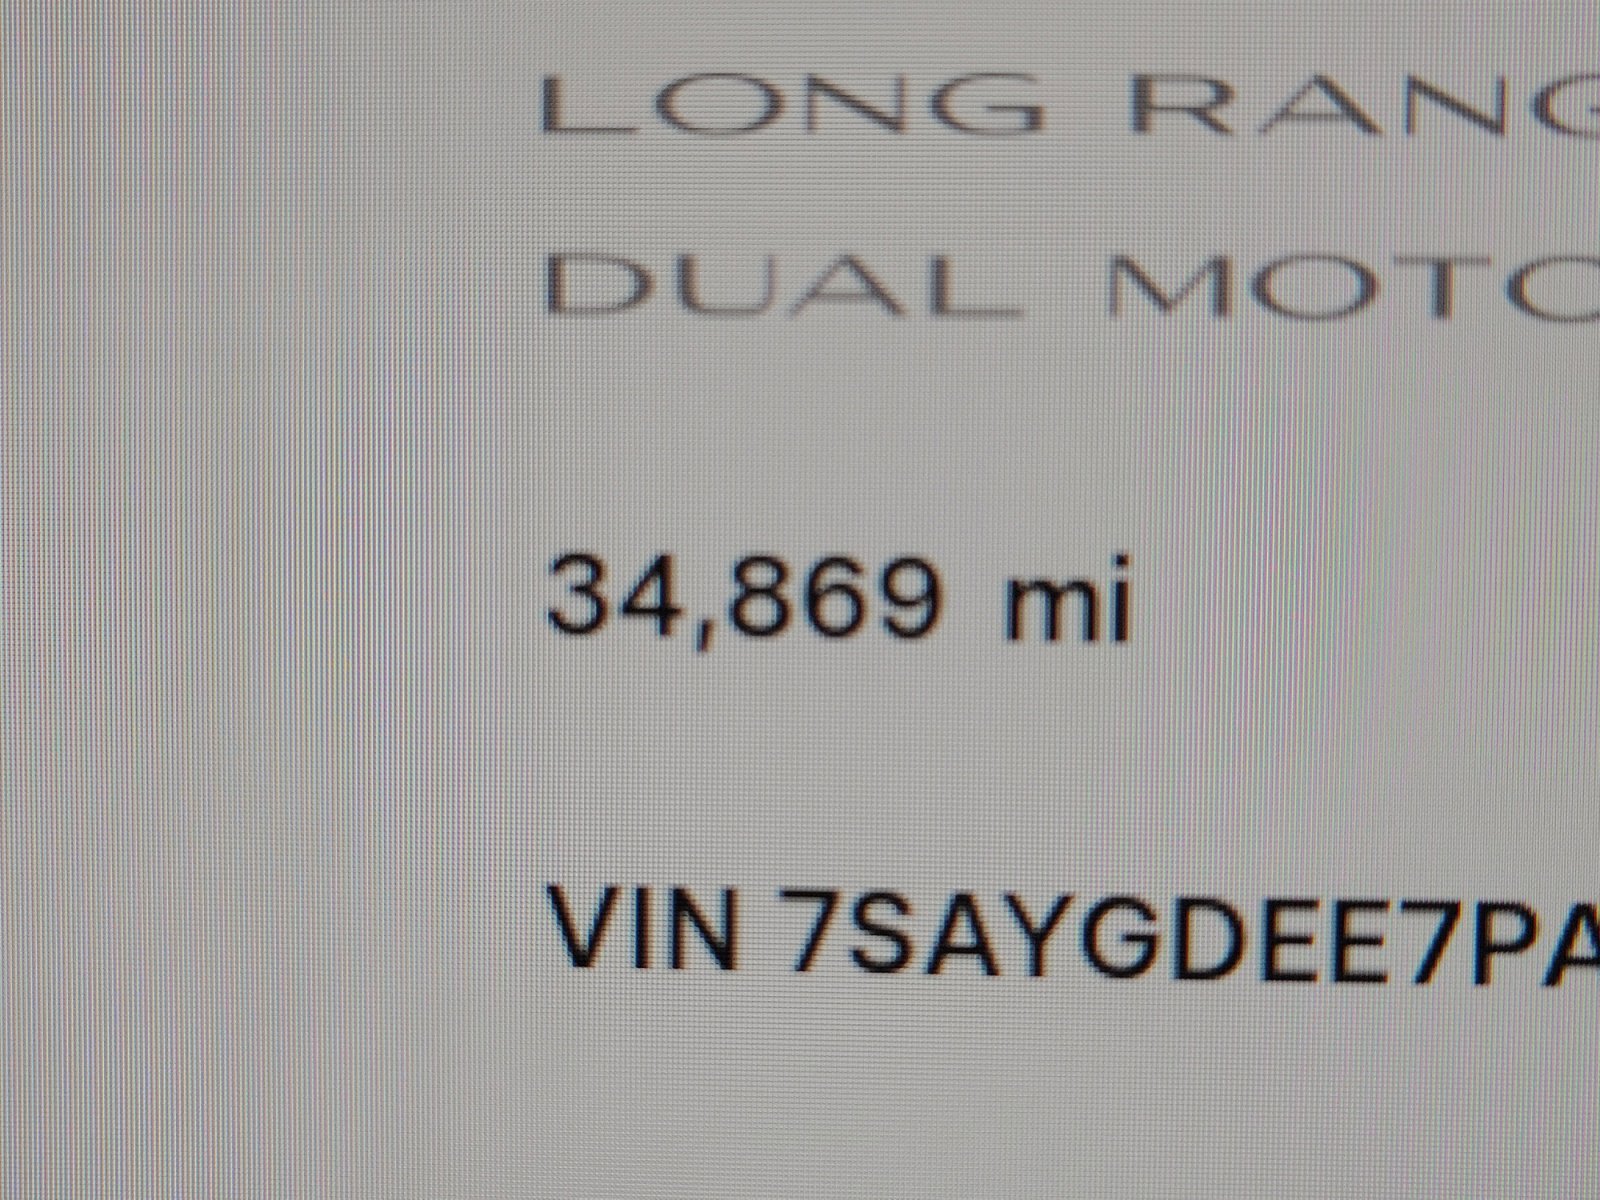 LONG RANG
DUAL MOTO
34,869 mi
VIN 7SAYGDEE7PA